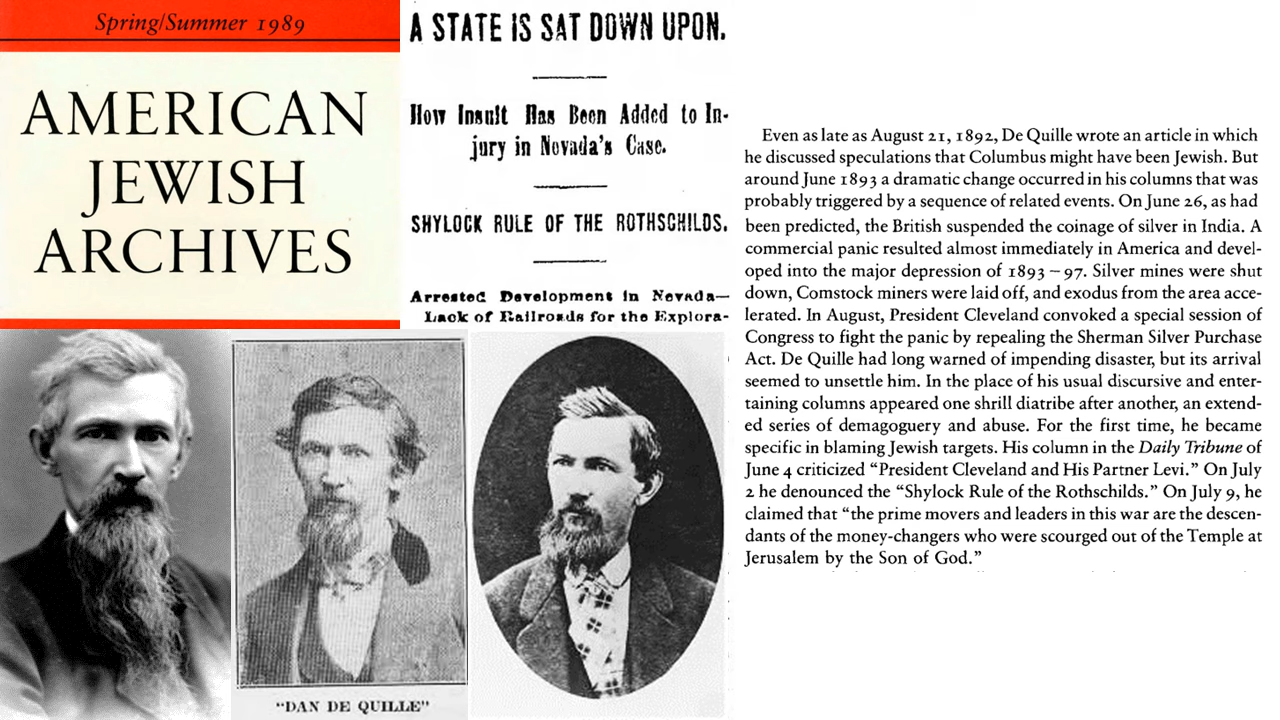 Spring/Summer 1989
AMERICAN
JEWISH
ARCHIVES
A STATE IS SAT DOWN UPON.
How Insult Has Been Added to In-
jury in Nevada's Case.
SHYLOCK RULE OF THE ROTHSCHILDS.
Arrested Development in Nevada—
Lack of Railroads for the Explora-
"DAN DE QUILLE"
Even as late as August 21, 1892, De Quille wrote an article in which
he discussed speculations that Columbus might have been Jewish. But
around June 1893 a dramatic change occurred in his columns that was
probably triggered by a sequence of related events. On June 26, as had
been predicted, the British suspended the coinage of silver in India. A
commercial panic resulted almost immediately in America and devel-
oped into the major depression of 1893–97. Silver mines were shut
down, Comstock miners were laid off, and exodus from the area acce-
lerated. In August, President Cleveland convoked a special session of
Congress to fight the panic by repealing the Sherman Silver Purchase
Act. De Quille had long warned of impending disaster, but its arrival
seemed to unsettle him. In the place of his usual discursive and enter-
taining columns appeared one shrill diatribe after another, an extend-
ed series of demagoguery and abuse. For the first time, he became
specific in blaming Jewish targets. His column in the Daily Tribune of
June 4 criticized “President Cleveland and His Partner Levi.” On July
2 he denounced the “Shylock Rule of the Rothschilds.” On July 9, he
claimed that “the prime movers and leaders in this war are the descen-
dants of the money-changers who were scourged out of the Temple at
Jerusalem by the Son of God.”